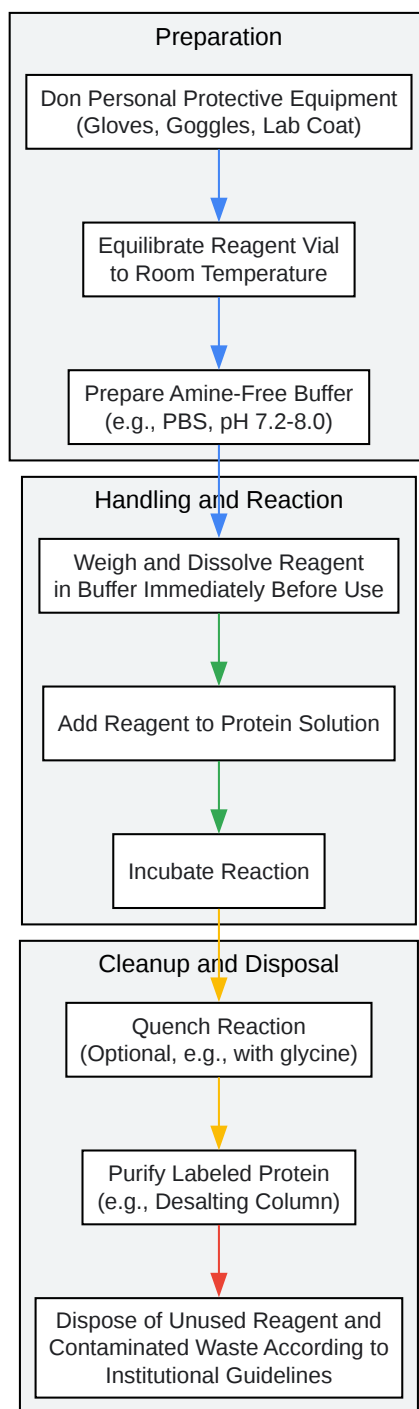 Preparation
Don Personal Protective Equipment
(Gloves, Goggles, Lab Coat)
Equilibrate Reagent Vial
to Room Temperature
Prepare Amine-Free Buffer
(e.g., PBS, pH 7.2-8.0)
Handling and Reaction
Weigh and Dissolve Reagent
in Buffer Immediately Before Use
Add Reagent to Protein Solution
Incubate Reaction
Cleanup and Disposal
Quench Reaction
(Optional, e.g., with glycine)
Purify Labeled Protein
(e.g., Desalting Column)
Dispose of Unused Reagent and
Contaminated Waste According to
Institutional Guidelines